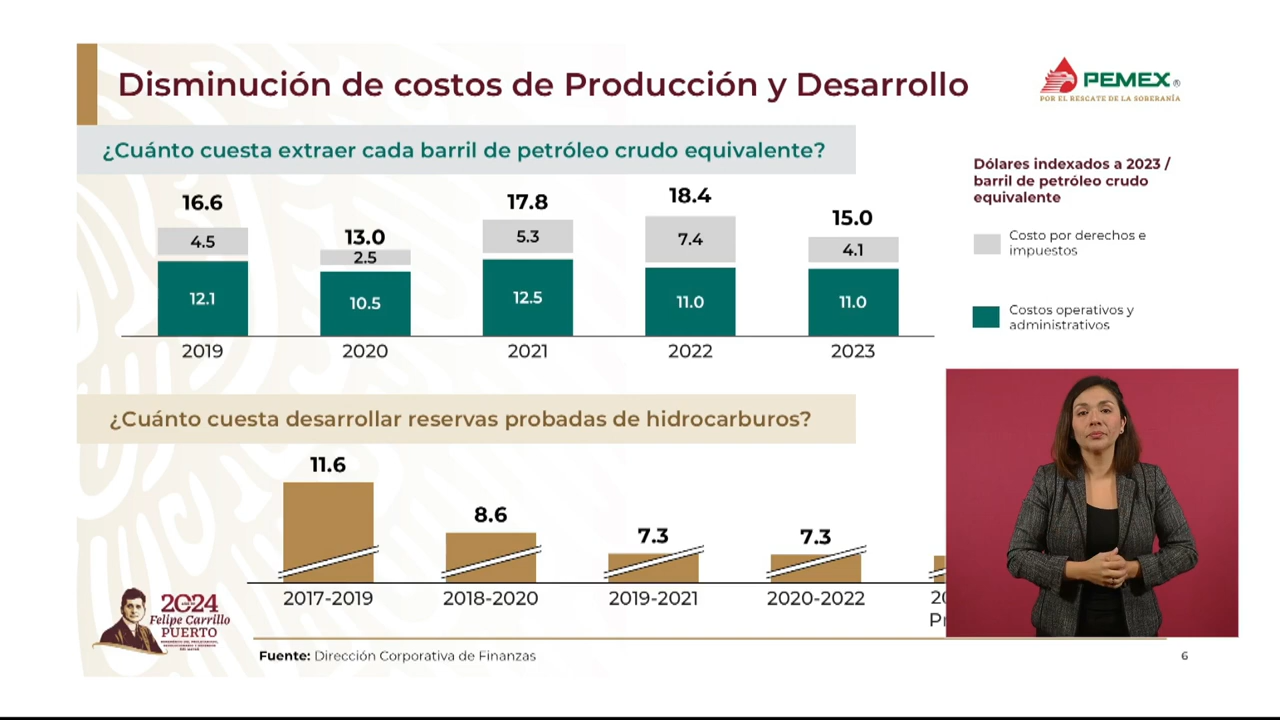 Disminución de costos de Producción y Desarrollo
PEMEX®
POR EL RESCATE DE LA SOBERANÍA
¿Cuánto cuesta extraer cada barril de petróleo crudo equivalente?
Dólares indexados a 2023 /
barril de petróleo crudo
equivalente
Costo por derechos e
impuestos
Costos operativos y
administrativos
16.6
13.0
17.8
18.4
15.0
4.5
2.5
5.3
7.4
4.1
12.1
10.5
12.5
11.0
11.0
2019
2020
2021
2022
2023
¿Cuánto cuesta desarrollar reservas probadas de hidrocarburos?
11.6
8.6
7.3
7.3
2017-2019
2018-2020
2019-2021
2020-2022
2024
Felipe Carrillo
PUERTO
Fuente: Dirección Corporativa de Finanzas
6